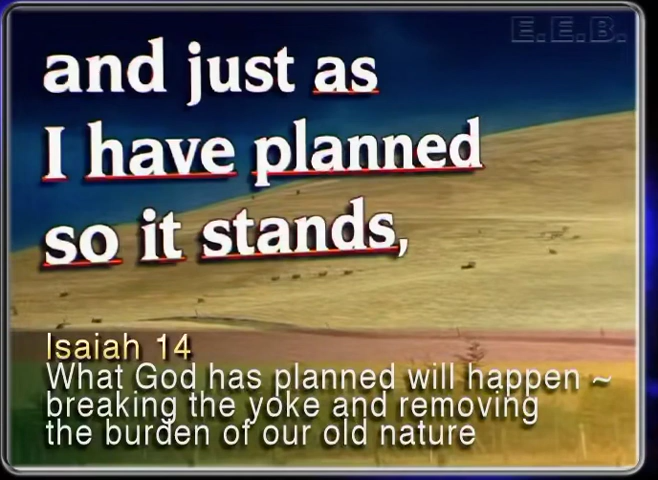 E.E.B.
and just as
I have planned
so it stands,
Isaiah 14
What God has planned will happen ~
breaking the yoke and removing
the burden of our old nature